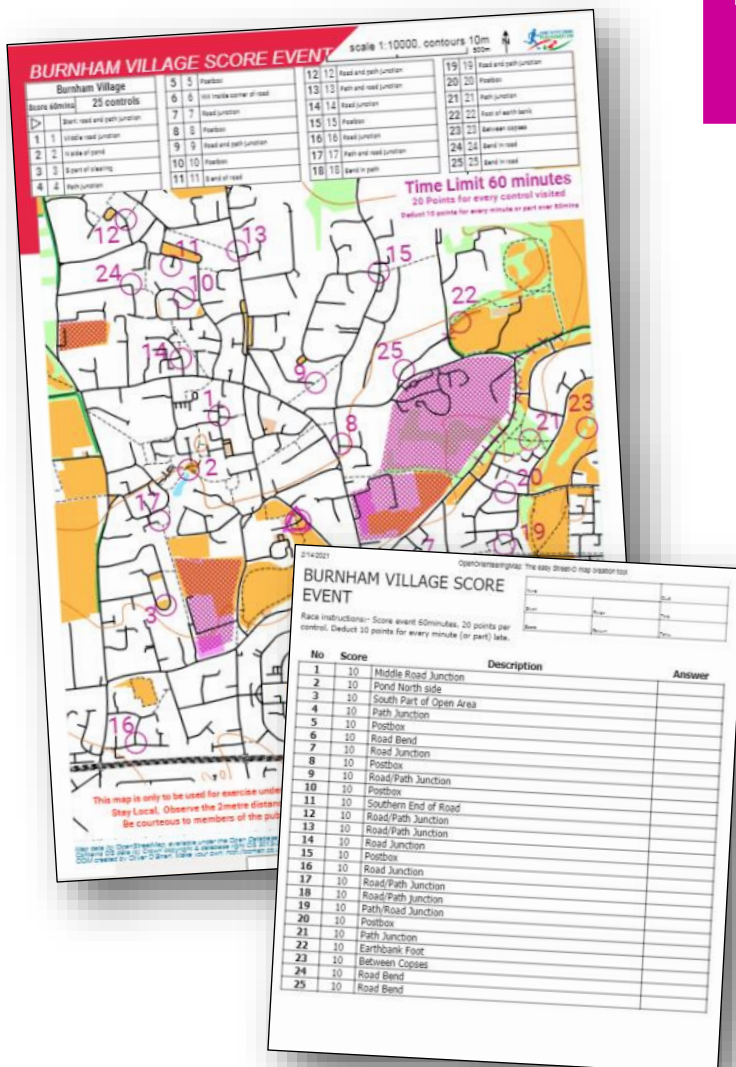 BURNHAM VILLAGE SCORE EVENT
scale 1:10000, contours 10m
500m
Burnham Village
Score 60mins 25 controls
Start: road and path junction
1 1 Middle road junction
2 2 N side of pond
3 3 S part of clearing
4 4 Path junction
5 5 Postbox
6 6 NW inside corner of road
7 7 Road junction
8 8 Postbox
9 9 Road and path junction
10 10 Postbox
11 11 S end of road
12 12 Road and path junction
13 13 Path and road junction
14 14 Road junction
15 15 Postbox
16 16 Road junction
17 17 Path and road junction
18 18 Bend in path
19 19 Road and path junction
20 20 Postbox
21 21 Path junction
22 22 Foot of earth bank
23 23 Between copses
24 24 Bend in road
25 25 Bend in road
Time Limit 60 minutes
20 Points for every control visited
Deduct 10 points for every minute or part over 60mins
12
11
13
24
10
15
22
14
9
25
1
8
23
21
2
20
17
19
7
3
16
This map is only to be used for exercise
Stay Local. Observe the 2metre
Be courteous to members of the
2/14/2021
OpenOrienteeringMap: The easy Street-O map creation tool
BURNHAM VILLAGE SCORE
EVENT
Race instructions:- Score event 60minutes. 20 points per
control. Deduct 10 points for every minute (or part) late.
No Score Description Answer
1 10 Middle Road Junction
2 10 Pond North side
3 10 South Part of Open Area
4 10 Path Junction
5 10 Postbox
6 10 Road Bend
7 10 Road Junction
8 10 Postbox
9 10 Road/Path Junction
10 10 Postbox
11 10 Southern End of Road
12 10 Road/Path Junction
13 10 Road/Path Junction
14 10 Road Junction
15 10 Postbox
16 10 Road Junction
17 10 Road/Path Junction
18 10 Road/Path Junction
19 10 Path/Road Junction
20 10 Postbox
21 10 Path Junction
22 10 Earthbank Foot
23 10 Between Copses
24 10 Road Bend
25 10 Road Bend